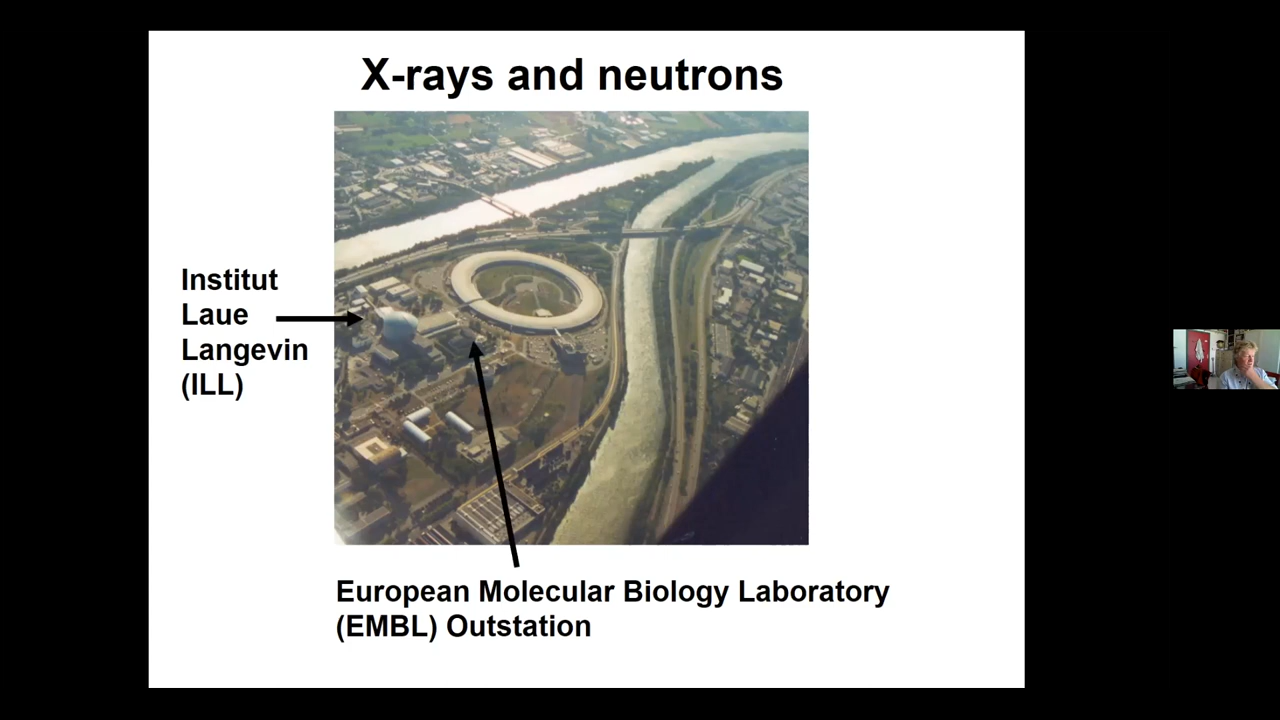 X-rays and neutrons
Institut
Laue
Langevin
(ILL)
European Molecular Biology Laboratory
(EMBL) Outstation